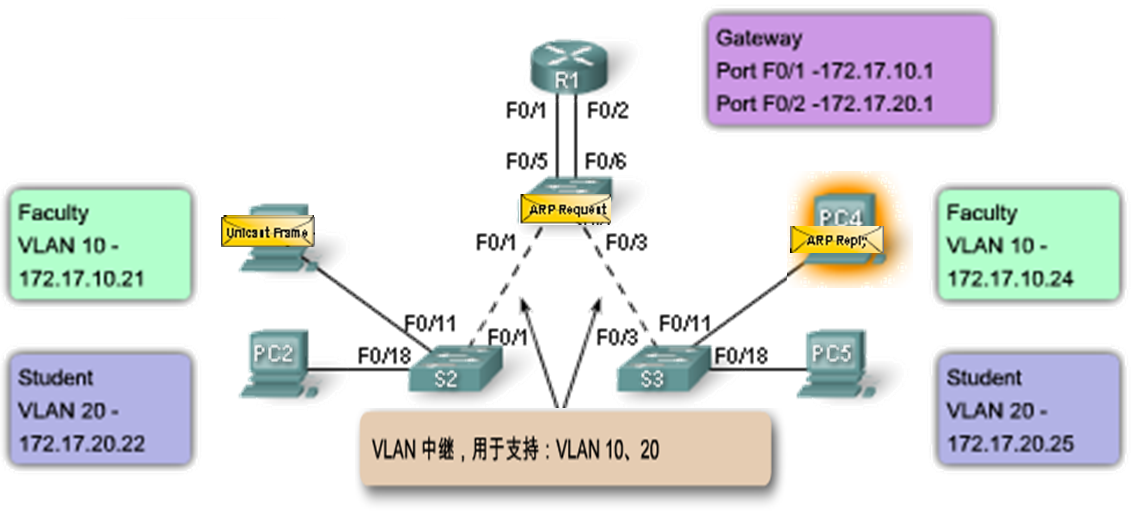 Gateway
Port F0/1 -172.17.10.1
Port F0/2 -172.17.20.1
R1
F0/1
F0/2
F0/5
F0/6
ARP Request
F0/1
F0/3
Faculty
VLAN 10 -
172.17.10.21
Unicast Frame
PC4
ARP Reply
Faculty
VLAN 10 -
172.17.10.24
F0/11
F0/1
F0/3
F0/11
PC2
F0/18
S2
S3
F0/18
PC5
Student
VLAN 20 -
172.17.20.22
Student
VLAN 20 -
172.17.20.25
VLAN 中继，用于支持：VLAN 10、20